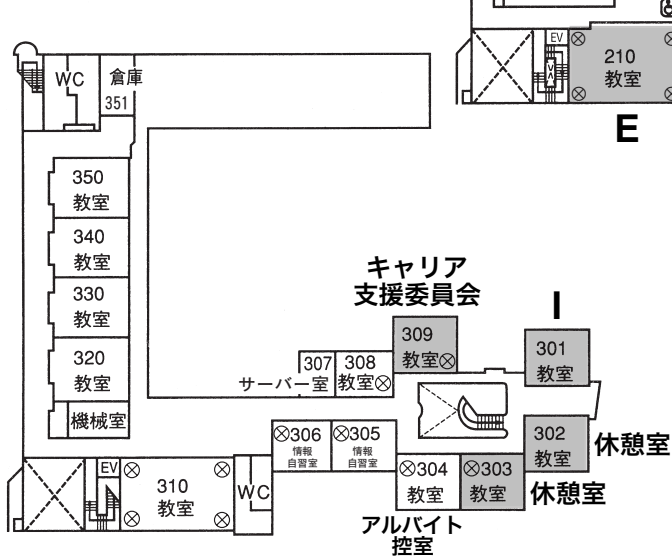 EV
210
教室
E
WC
倉庫
351
350
教室
340
教室
330
教室
320
教室
機械室
キャリア
支援委員会
I
309
教室
301
教室
307
サーバー室
308
教室
302
教室
休憩室
306
情報
自習室
305
情報
自習室
304
教室
303
教室
休憩室
EV
310
教室
WC
アルバイト
控室